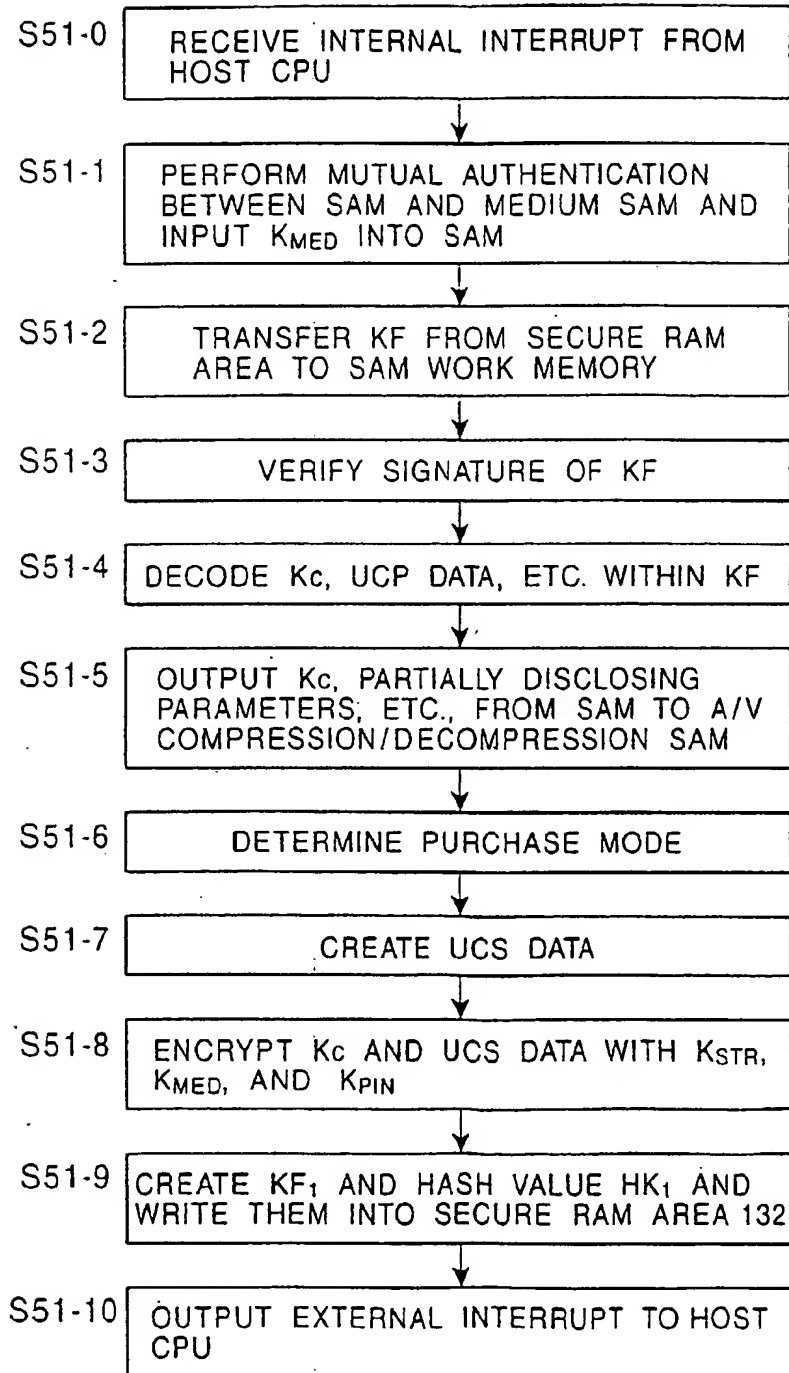 S51-0
RECEIVE INTERNAL INTERRUPT FROM
HOST CPU
S51-1
PERFORM MUTUAL AUTHENTICATION
BETWEEN SAM AND MEDIUM SAM AND
INPUT KMED INTO SAM
S51-2
TRANSFER KF FROM SECURE RAM
AREA TO SAM WORK MEMORY
S51-3
VERIFY SIGNATURE OF KF
S51-4
DECODE Kc, UCP DATA, ETC. WITHIN KF
S51-5
OUTPUT Kc, PARTIALLY DISCLOSING
PARAMETERS, ETC., FROM SAM TO A/V
COMPRESSION/DECOMPRESSION SAM
S51-6
DETERMINE PURCHASE MODE
S51-7
CREATE UCS DATA
S51-8
ENCRYPT Kc AND UCS DATA WITH KSTR,
KMED, AND KPIN
S51-9
CREATE KF1 AND HASH VALUE HK1 AND
WRITE THEM INTO SECURE RAM AREA 132
S51-10
OUTPUT EXTERNAL INTERRUPT TO HOST
CPU